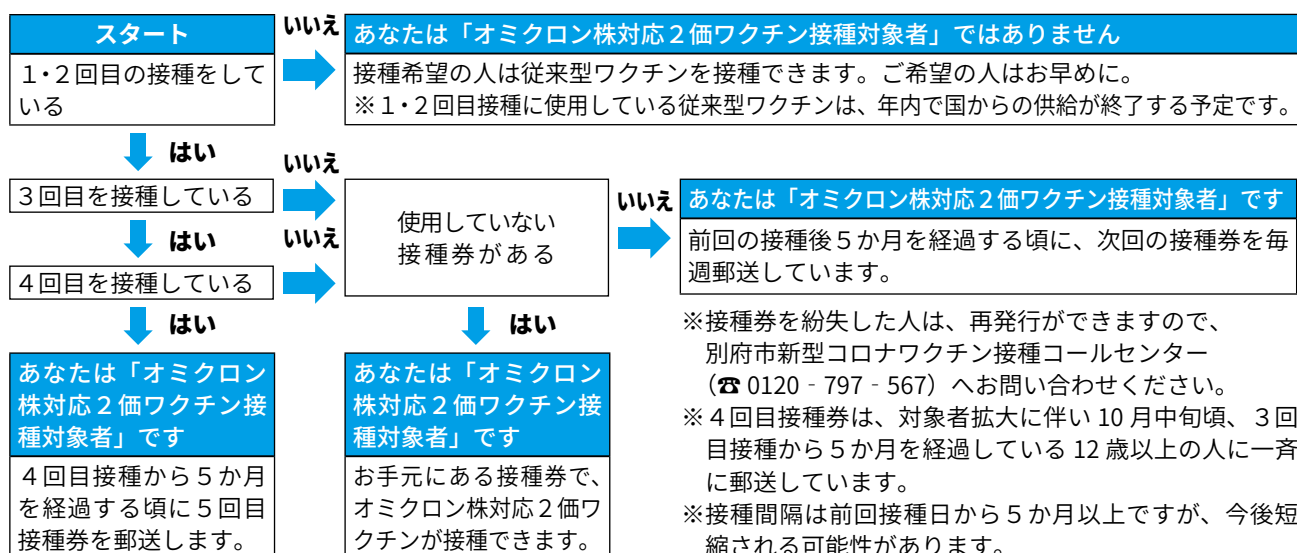 スタート
1・2回目の接種をして
いる
いいえ
あなたは「オミクロン株対応２価ワクチン接種対象者」ではありません
接種希望の人は従来型ワクチンを接種できます。ご希望の人はお早めに。
※１・２回目接種に使用している従来型ワクチンは、年内で国からの供給が終了する予定です。
はい
３回目を接種している
いいえ
はい
４回目を接種している
いいえ
使用していない
接種券がある
いいえ
あなたは「オミクロン株対応２価ワクチン接種対象者」です
前回の接種後５か月を経過する頃に、次回の接種券を毎
週郵送しています。
はい
あなたは「オミクロン
株対応２価ワクチン接
種対象者」です
４回目接種から５か月
を経過する頃に５回目
接種券を郵送します。
はい
あなたは「オミクロン
株対応２価ワクチン接
種対象者」です
お手元にある接種券で、
オミクロン株対応２価ワ
クチンが接種できます。
※接種券を紛失した人は、再発行ができますので、
別府市新型コロナワクチン接種コールセンター
（☎0120‐797‐567）へお問い合わせください。
※４回目接種券は、対象者拡大に伴い10月中旬頃、３回
目接種から５か月を経過している12歳以上の人に一斉
に郵送しています。
※接種間隔は前回接種日から５か月以上ですが、今後短
縮される可能性があります。